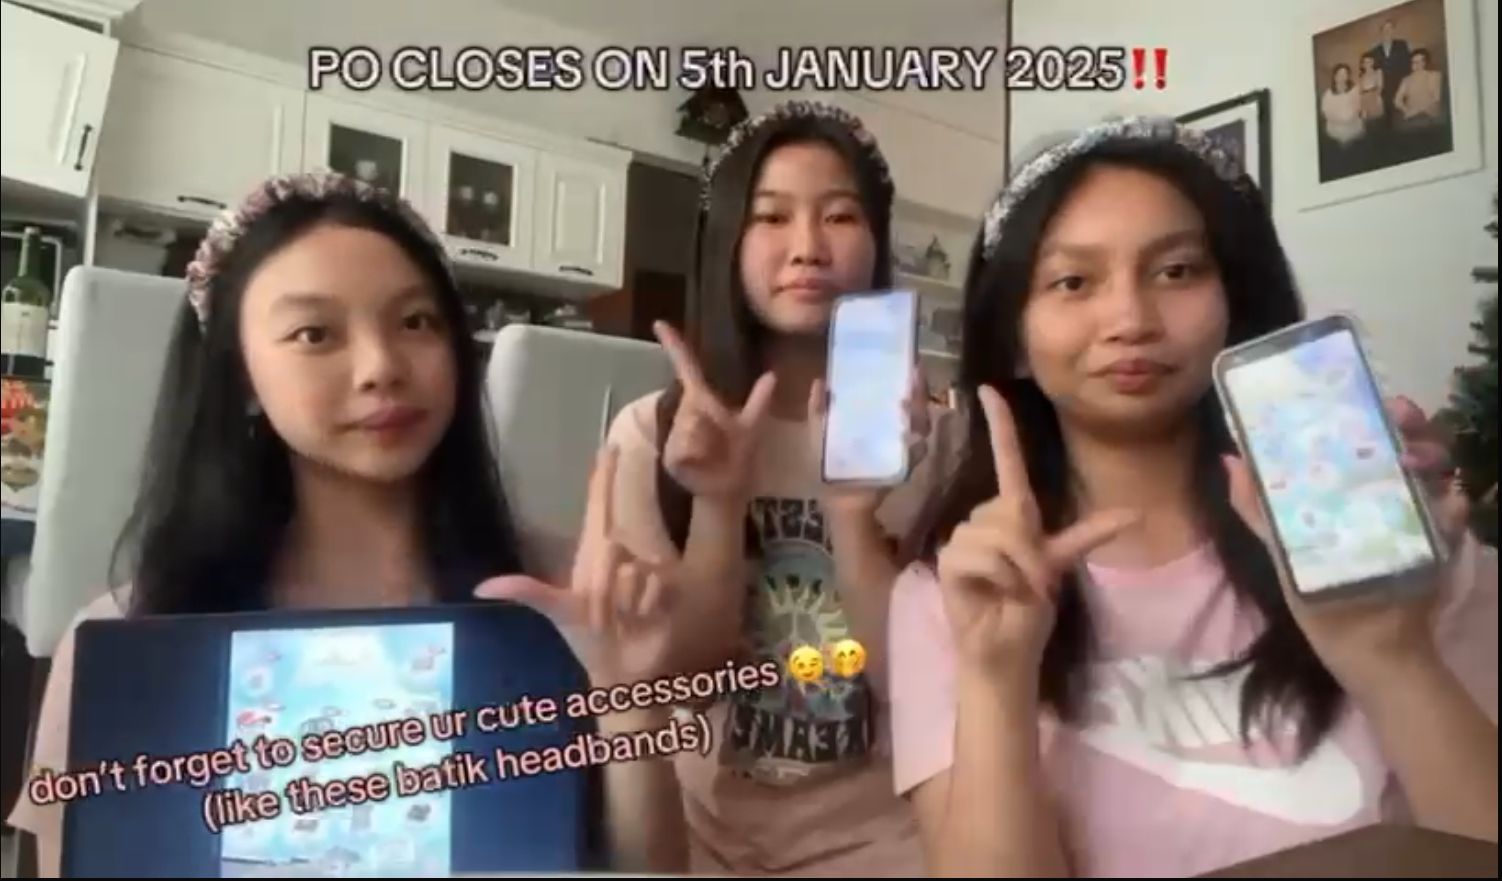 PO CLOSES ON 5th JANUARY 2025‼️
don't forget to secure ur cute accessories 😉🤭
(like these batik headbands)